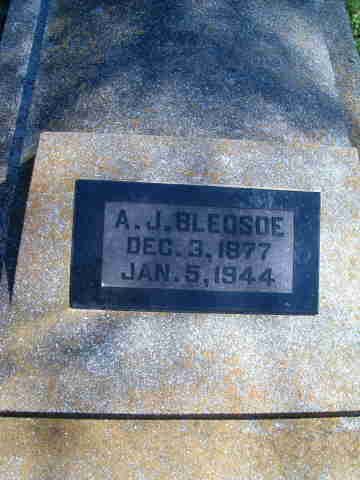 A. J. BLEDSOE
DEC. 3, 1877
JAN. 5, 1944